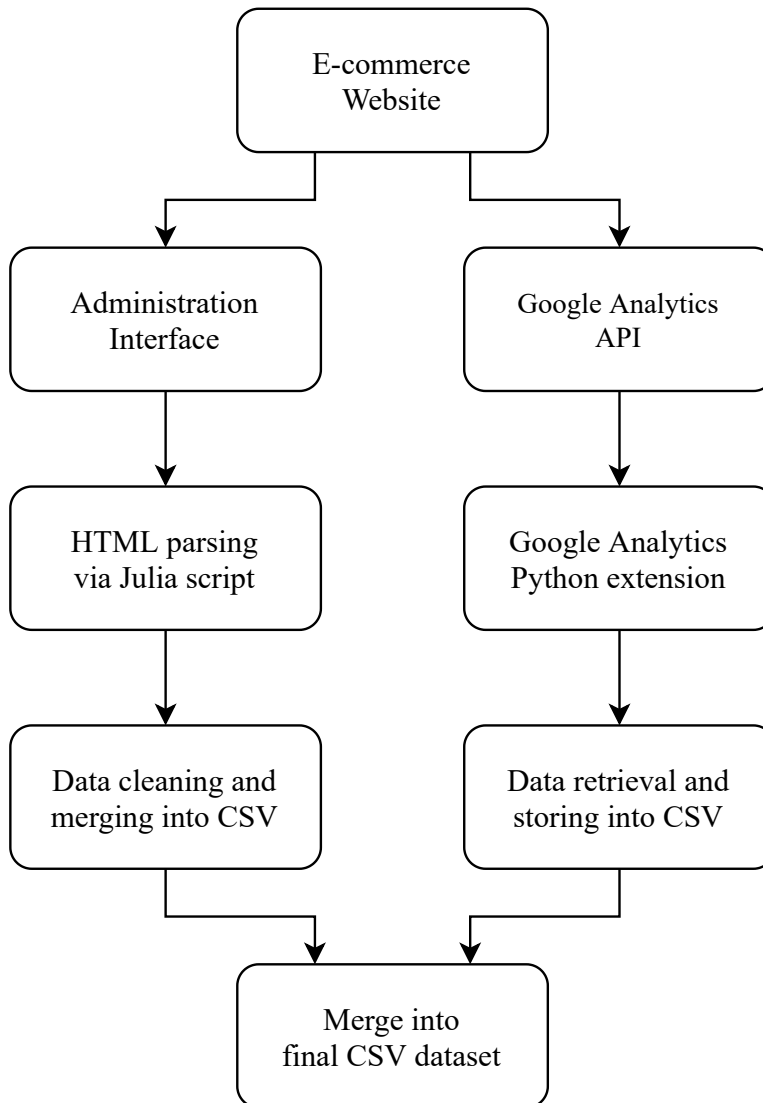 E-commerce
Website
Administration
Interface
Google Analytics
API
HTML parsing
via Julia script
Google Analytics
Python extension
Data cleaning and
merging into CSV
Data retrieval and
storing into CSV
Merge into
final CSV dataset